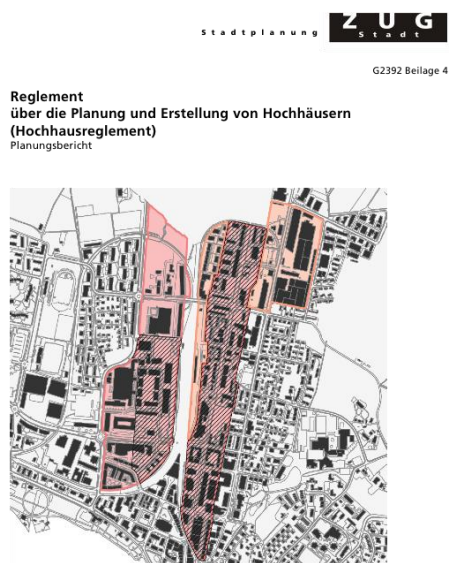 Stadtplanung
ZUG
Stadt
G2392 Beilage 4
Reglement
über die Planung und Erstellung von Hochhäusern
(Hochhausreglement)
Planungsbericht